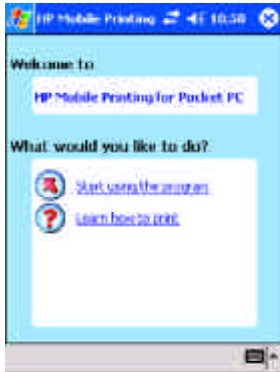 HP Mobile Printing 10:50
Welcome to
HP Mobile Printing for Pocket PC
What would you like to do?
Start using the program
Learn how to print